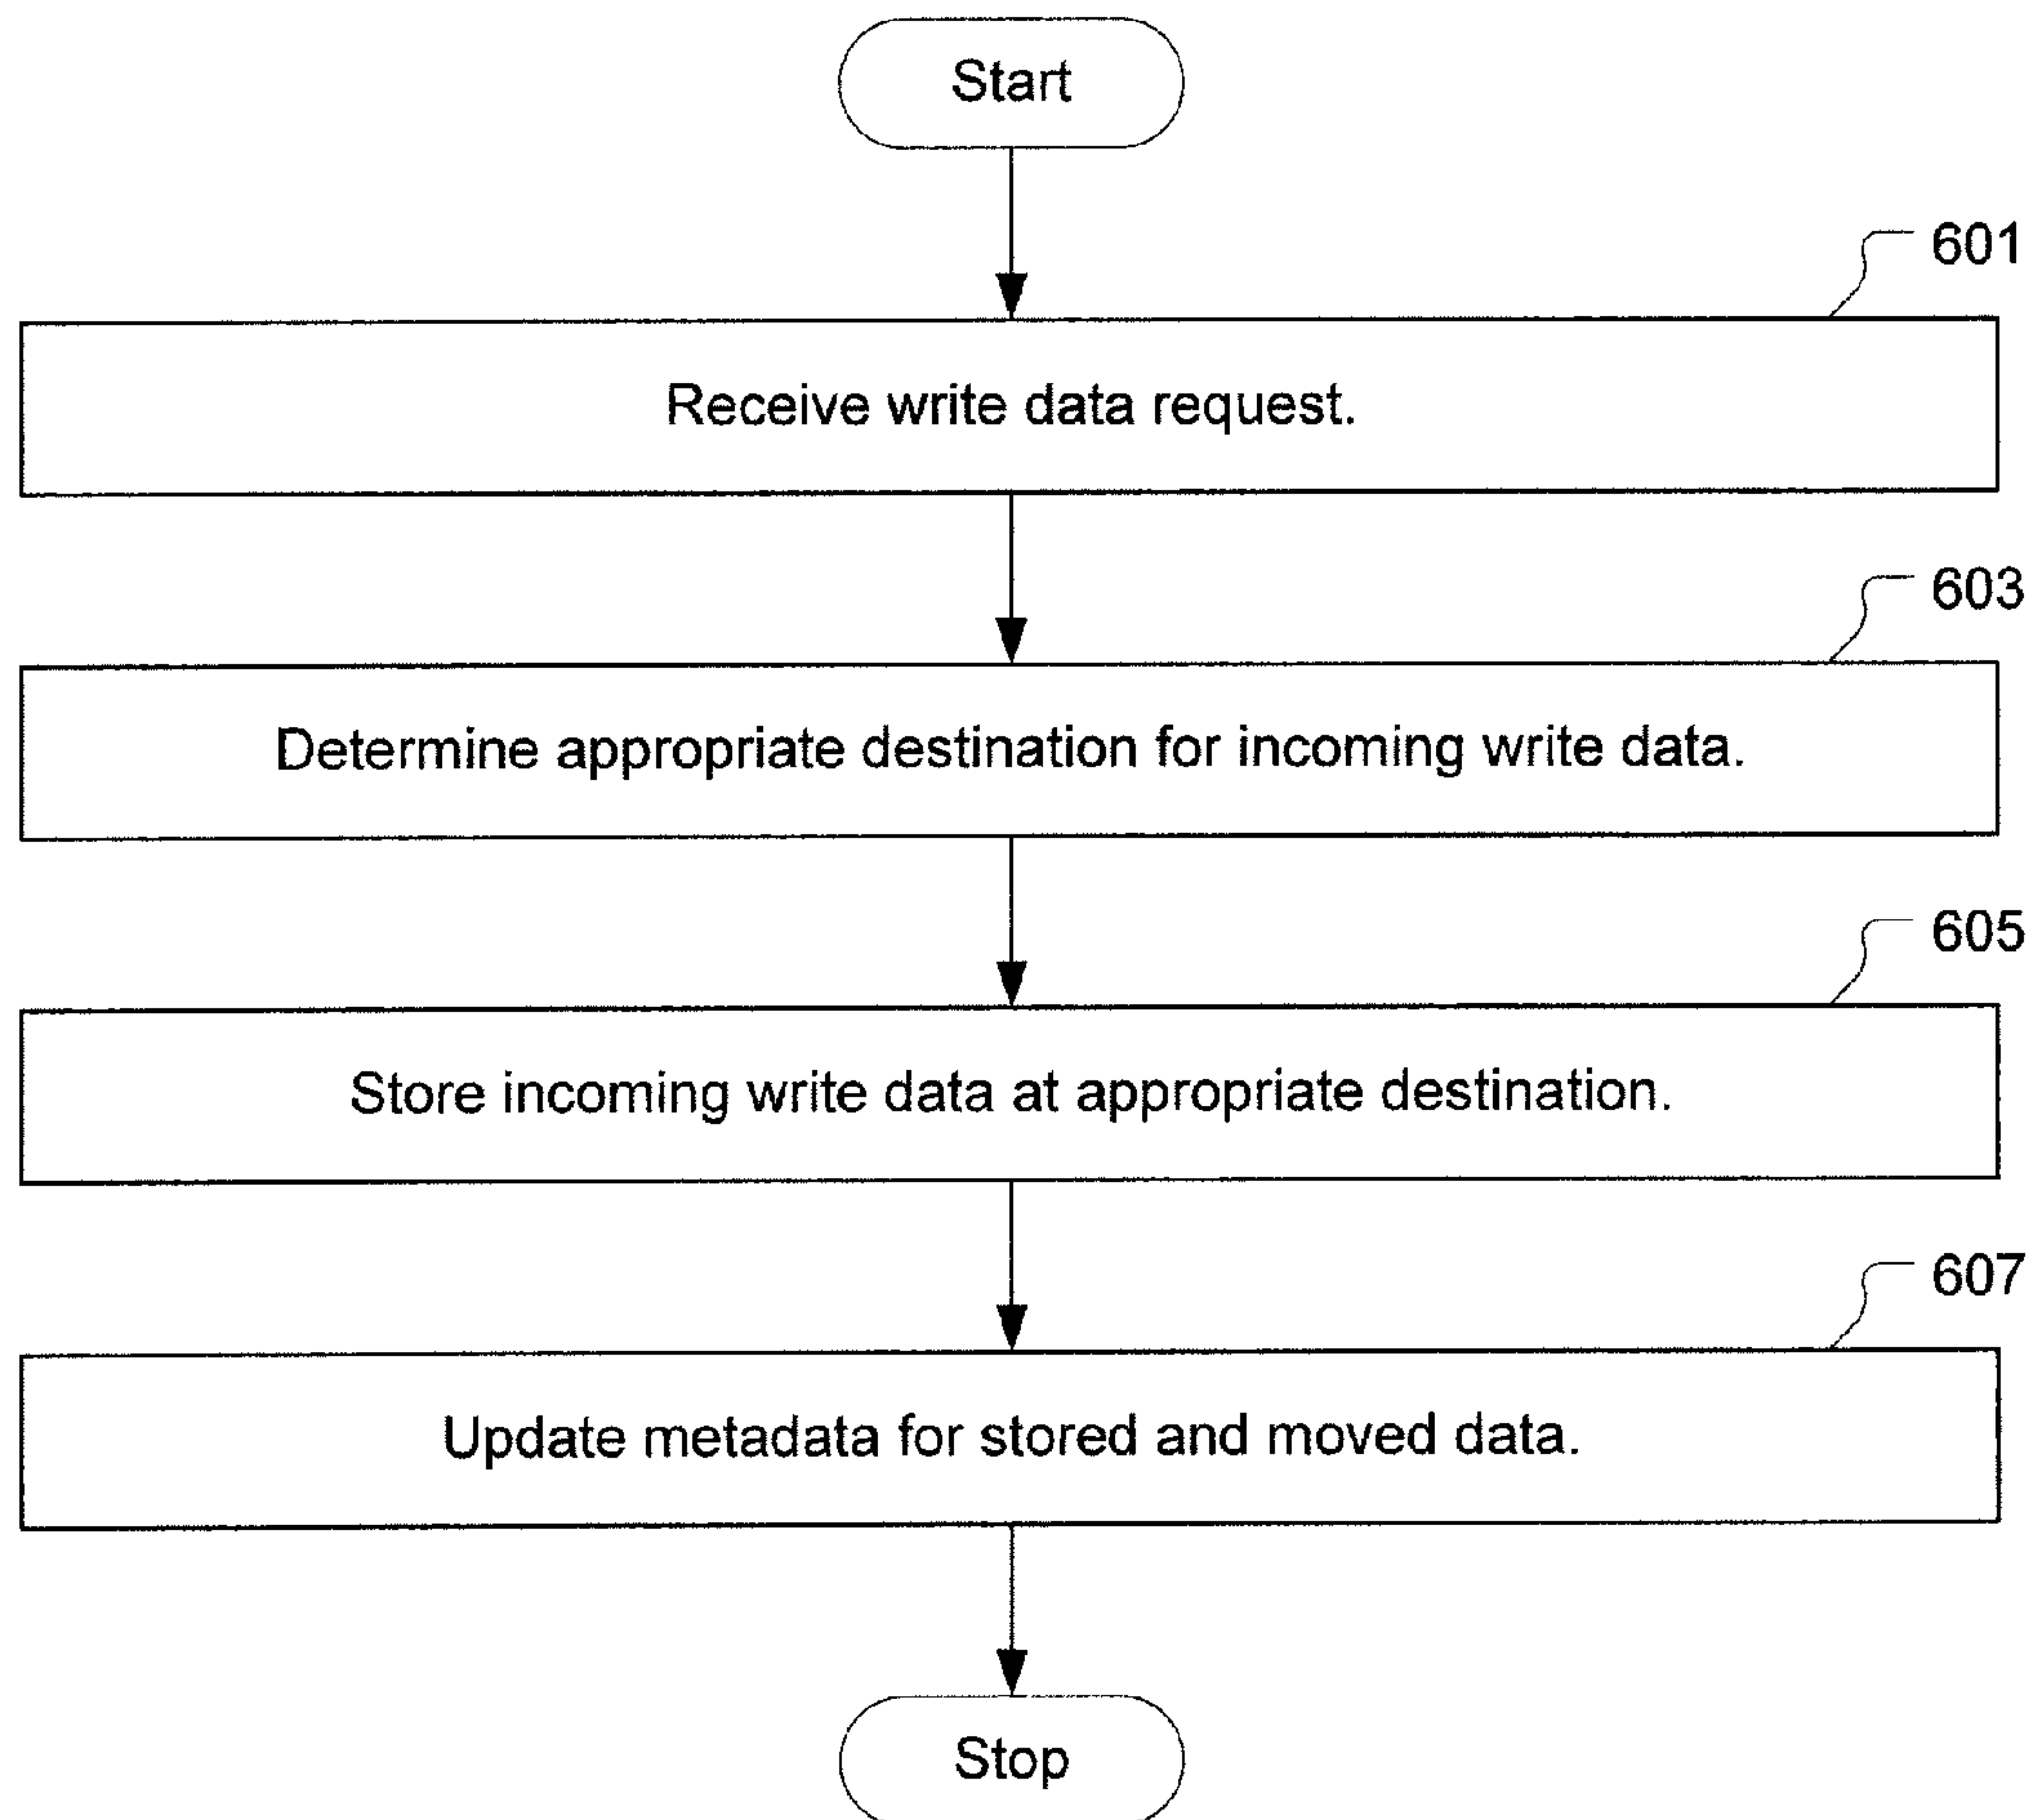 Start
601
Receive write data request.
603
Determine appropriate destination for incoming write data.
605
Store incoming write data at appropriate destination.
607
Update metadata for stored and moved data.
Stop